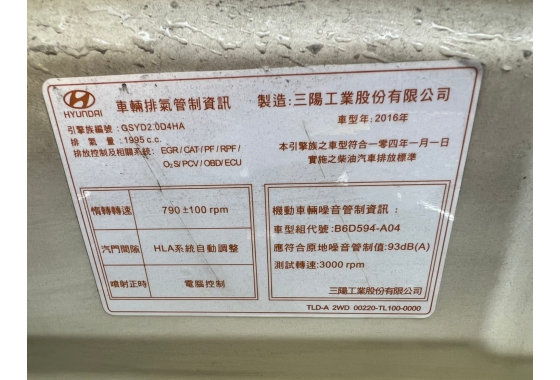 HYUNDAI
車輛排氣管制資訊
製造:三陽工業股份有限公司
車型年:2016年
引擎族編號:GSYD2.0D4HA
排 氣 量:1995 c.c.
排放控制及相關系統:EGR/CAT/PF/RPF/
O₂S/PCV/OBD/ECU
本引擎族之車型符合一零四年一月一日
實施之柴油汽車排放標準
惰轉轉速 790±100 rpm
汽門間隙 HLA系統自動調整
噴射正時 電腦控制
機動車輛噪音管制資訊:
車型組代號:B6D594-A04
應符合原地噪音管制值:93dB(A)
測試轉速:3000 rpm
三陽工業股份有限公司
TLD-A 2WD 00220-TL100-0000